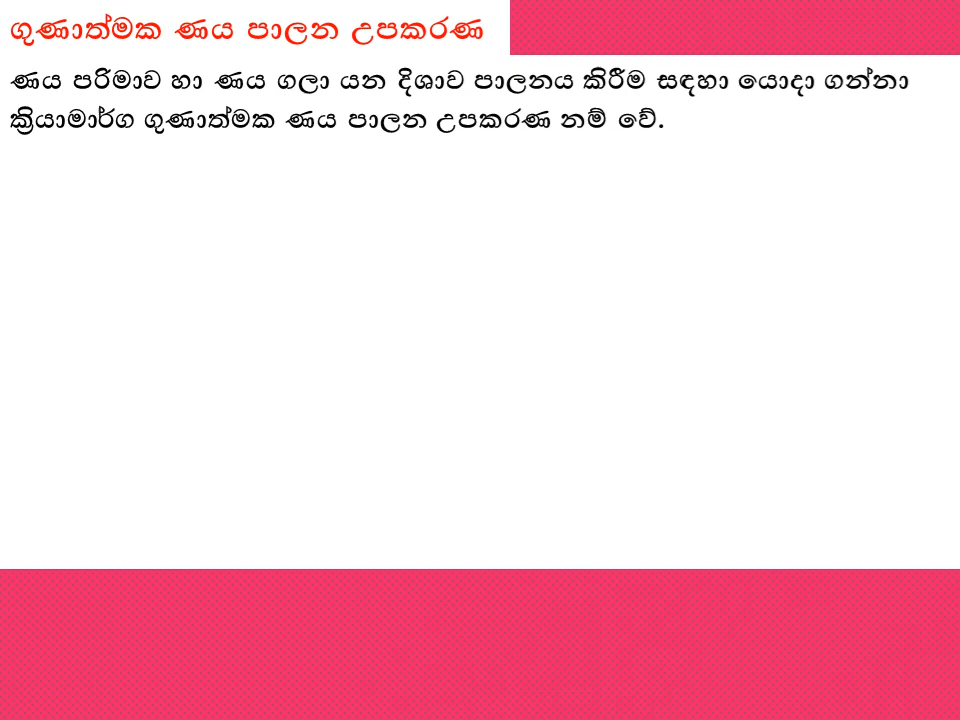 ගුණාත්මක ණය පාලන උපකරණ
ණය පරිමාව හා ණය ගලා යන දිශාව පාලනය කිරීම සඳහා යොදා ගන්නා
ක්‍රියාමාර්ග ගුණාත්මක ණය පාලන උපකරණ නම් වේ.